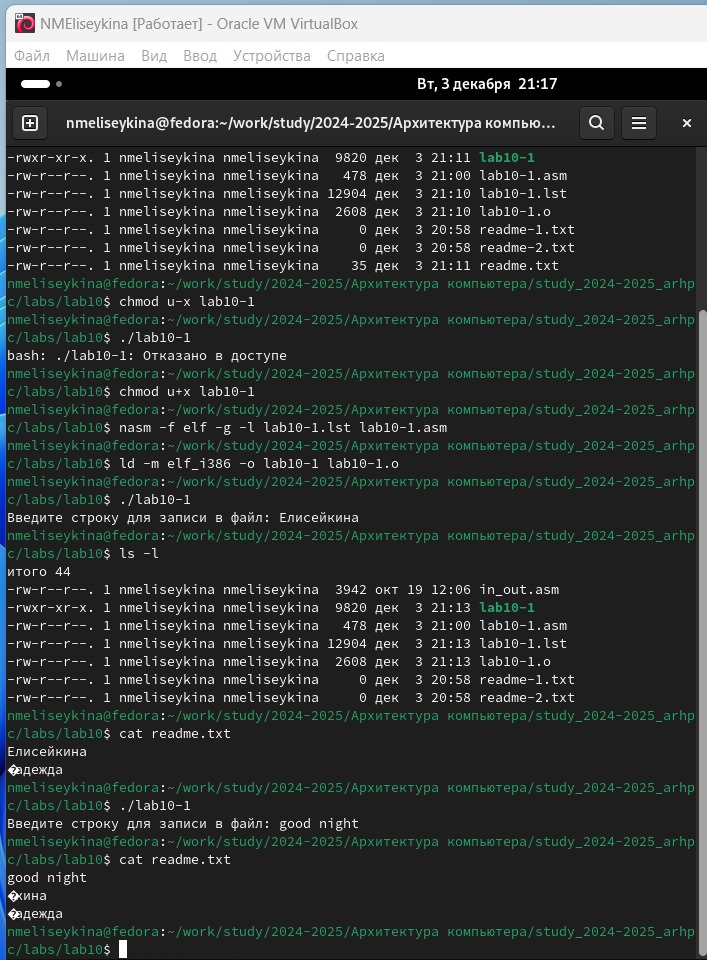 NMEliseykina [Работает] - Oracle VM VirtualBox
Файл Машина Вид Ввод Устройства Справка
Вт, 3 декабря 21:17
nmeliseykina@fedora:~/work/study/2024-2025/Архитектура компью...
-rwxr-xr-x. 1 nmeliseykina nmeliseykina  9820 дек  3 21:11 lab10-1
-rw-r--r--. 1 nmeliseykina nmeliseykina   478 дек  3 21:00 lab10-1.asm
-rw-r--r--. 1 nmeliseykina nmeliseykina 12904 дек  3 21:10 lab10-1.lst
-rw-r--r--. 1 nmeliseykina nmeliseykina  2608 дек  3 21:10 lab10-1.o
-rw-r--r--. 1 nmeliseykina nmeliseykina     0 дек  3 20:58 readme-1.txt
-rw-r--r--. 1 nmeliseykina nmeliseykina     0 дек  3 20:58 readme-2.txt
-rw-r--r--. 1 nmeliseykina nmeliseykina    35 дек  3 21:11 readme.txt
nmeliseykina@fedora:~/work/study/2024-2025/Архитектура компьютера/study_2024-2025_arhp
c/labs/lab10$ chmod u-x lab10-1
nmeliseykina@fedora:~/work/study/2024-2025/Архитектура компьютера/study_2024-2025_arhp
c/labs/lab10$ ./lab10-1
bash: ./lab10-1: Отказано в доступе
nmeliseykina@fedora:~/work/study/2024-2025/Архитектура компьютера/study_2024-2025_arhp
c/labs/lab10$ chmod u+x lab10-1
nmeliseykina@fedora:~/work/study/2024-2025/Архитектура компьютера/study_2024-2025_arhp
c/labs/lab10$ nasm -f elf -g -l lab10-1.lst lab10-1.asm
nmeliseykina@fedora:~/work/study/2024-2025/Архитектура компьютера/study_2024-2025_arhp
c/labs/lab10$ ld -m elf_i386 -o lab10-1 lab10-1.o
nmeliseykina@fedora:~/work/study/2024-2025/Архитектура компьютера/study_2024-2025_arhp
c/labs/lab10$ ./lab10-1
Введите строку для записи в файл: Елисейкина
nmeliseykina@fedora:~/work/study/2024-2025/Архитектура компьютера/study_2024-2025_arhp
c/labs/lab10$ ls -l
итого 44
-rw-r--r--. 1 nmeliseykina nmeliseykina  3942 окт 19 12:06 in_out.asm
-rwxr-xr-x. 1 nmeliseykina nmeliseykina  9820 дек  3 21:13 lab10-1
-rw-r--r--. 1 nmeliseykina nmeliseykina   478 дек  3 21:00 lab10-1.asm
-rw-r--r--. 1 nmeliseykina nmeliseykina 12904 дек  3 21:13 lab10-1.lst
-rw-r--r--. 1 nmeliseykina nmeliseykina  2608 дек  3 21:13 lab10-1.o
-rw-r--r--. 1 nmeliseykina nmeliseykina     0 дек  3 20:58 readme-1.txt
-rw-r--r--. 1 nmeliseykina nmeliseykina     0 дек  3 20:58 readme-2.txt
nmeliseykina@fedora:~/work/study/2024-2025/Архитектура компьютера/study_2024-2025_arhp
c/labs/lab10$ cat readme.txt
Елисейкина
�адежда
nmeliseykina@fedora:~/work/study/2024-2025/Архитектура компьютера/study_2024-2025_arhp
c/labs/lab10$ ./lab10-1
Введите строку для записи в файл: good night
nmeliseykina@fedora:~/work/study/2024-2025/Архитектура компьютера/study_2024-2025_arhp
c/labs/lab10$ cat readme.txt
good night
�кина
�адежда
nmeliseykina@fedora:~/work/study/2024-2025/Архитектура компьютера/study_2024-2025_arhp
c/labs/lab10$